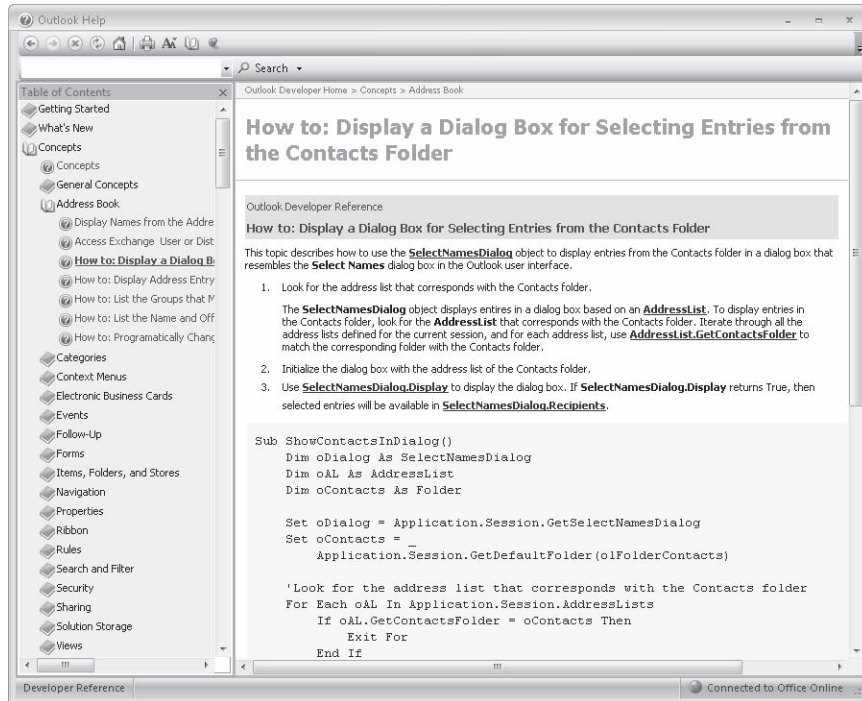 Outlook Help
Search
Table of Contents
Getting Started
What's New
Concepts
Concepts
General Concepts
Address Book
Display Names from the Addre
Access Exchange User or Dist
How to: Display a Dialog B
How to: Display Address Entry
How to: List the Groups that M
How to: List the Name and Off
How to: Programatically Chang
Categories
Context Menus
Electronic Business Cards
Events
Follow-Up
Forms
Items, Folders, and Stores
Navigation
Properties
Ribbon
Rules
Search and Filter
Security
Sharing
Solution Storage
Views
Outlook Developer Home > Concepts > Address Book
How to: Display a Dialog Box for Selecting Entries from
the Contacts Folder
Outlook Developer Reference
How to: Display a Dialog Box for Selecting Entries from the Contacts Folder
This topic describes how to use the SelectNamesDialog object to display entries from the Contacts folder in a dialog box that
resembles the Select Names dialog box in the Outlook user interface.
1. Look for the address list that corresponds with the Contacts folder.
The SelectNamesDialog object displays entires in a dialog box based on an AddressList. To display entries in
the Contacts folder, look for the AddressList that corresponds with the Contacts folder. Iterate through all the
address lists defined for the current session, and for each address list, use AddressList.GetContactsFolder to
match the corresponding folder with the Contacts folder.
2. Initialize the dialog box with the address list of the Contacts folder.
3. Use SelectNamesDialog.Display to display the dialog box. If SelectNamesDialog.Display returns True, then
selected entries will be available in SelectNamesDialog.Recipients.
Sub ShowContactsInDialog()
Dim oDialog As SelectNamesDialog
Dim oAL As AddressList
Dim oContacts As Folder
Set oDialog = Application.Session.GetSelectNamesDialog
Set oContacts = _
Application.Session.GetDefaultFolder(olFolderContacts)
'Look for the address list that corresponds with the Contacts folder
For Each oAL In Application.Session.AddressLists
If oAL.GetContactsFolder = oContacts Then
Exit For
End If
Developer Reference
Connected to Office Online